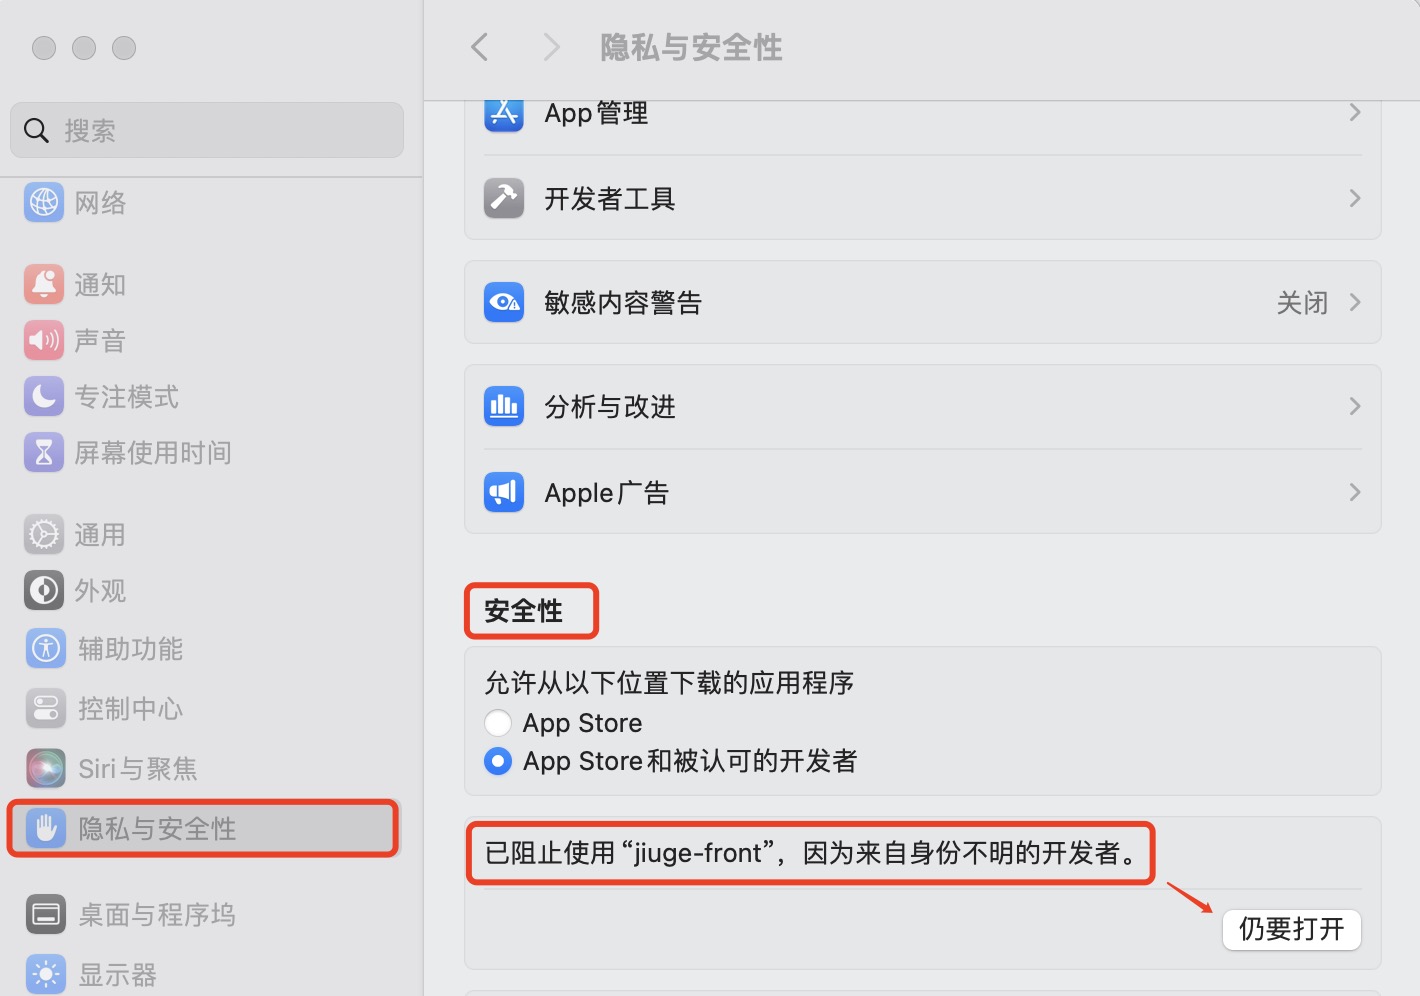 搜索
网络
通知
声音
专注模式
屏幕使用时间
通用
外观
辅助功能
控制中心
Siri与聚焦
隐私与安全性
桌面与程序坞
显示器
隐私与安全性
App管理
开发者工具
敏感内容警告 关闭
分析与改进
Apple广告
安全性
允许从以下位置下载的应用程序
App Store
App Store和被认可的开发者
已阻止使用“jiuge-front”，因为来自身份不明的开发者。
仍要打开